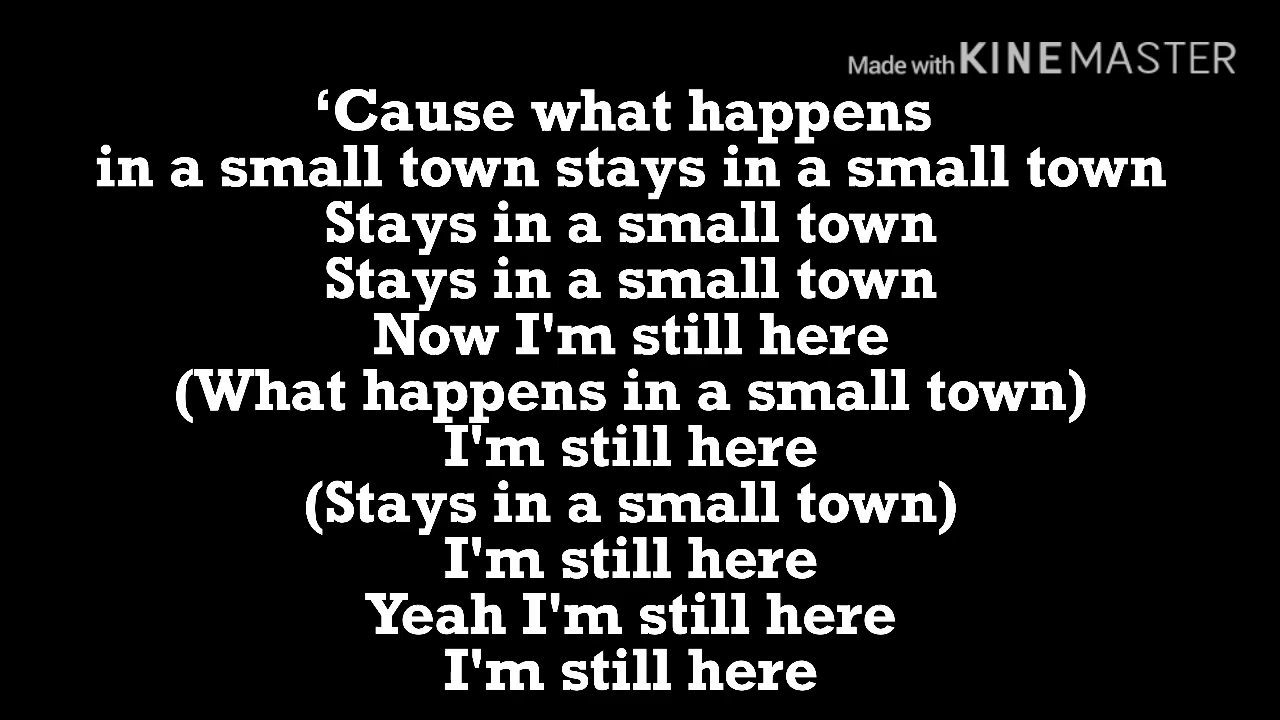 Made with KINEMASTER
‘Cause what happens
in a small town stays in a small town
Stays in a small town
Stays in a small town
Now I'm still here
(What happens in a small town)
I'm still here
(Stays in a small town)
I'm still here
Yeah I'm still here
I'm still here